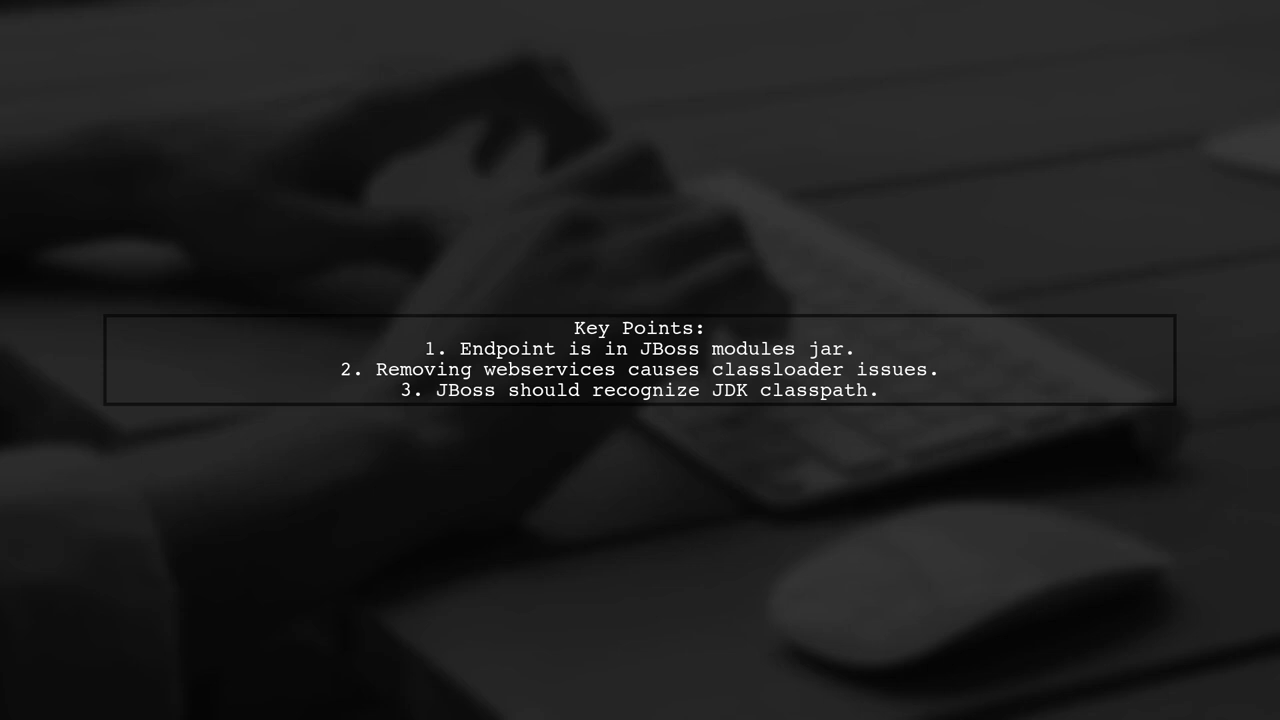 Key Points:
1. Endpoint is in JBoss modules jar.
2. Removing webservices causes classloader issues.
3. JBoss should recognize JDK classpath.